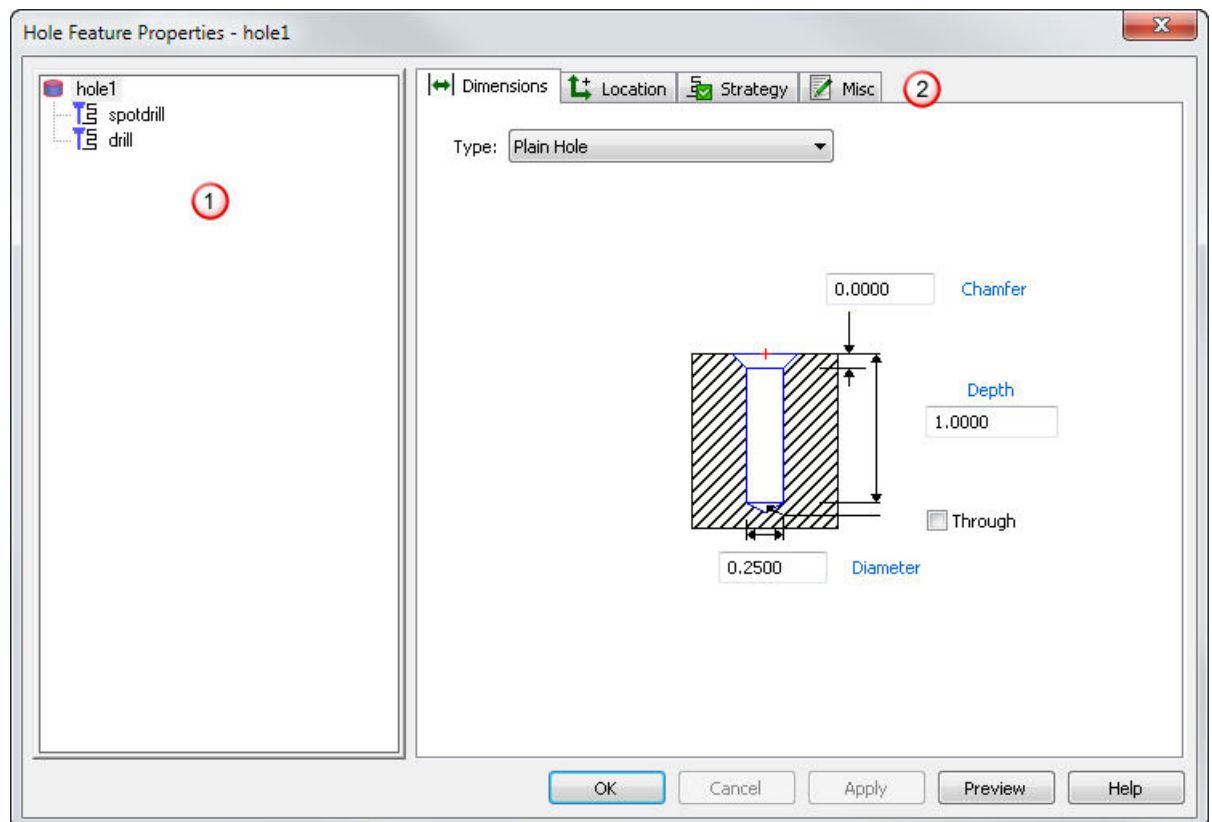 Hole Feature Properties - hole1
hole1
spotdrill
drill
1
Dimensions Location Strategy Misc 2
Type: Plain Hole
0.0000 Chamfer
Depth
1.0000
Through
0.2500 Diameter
OK Cancel Apply Preview Help